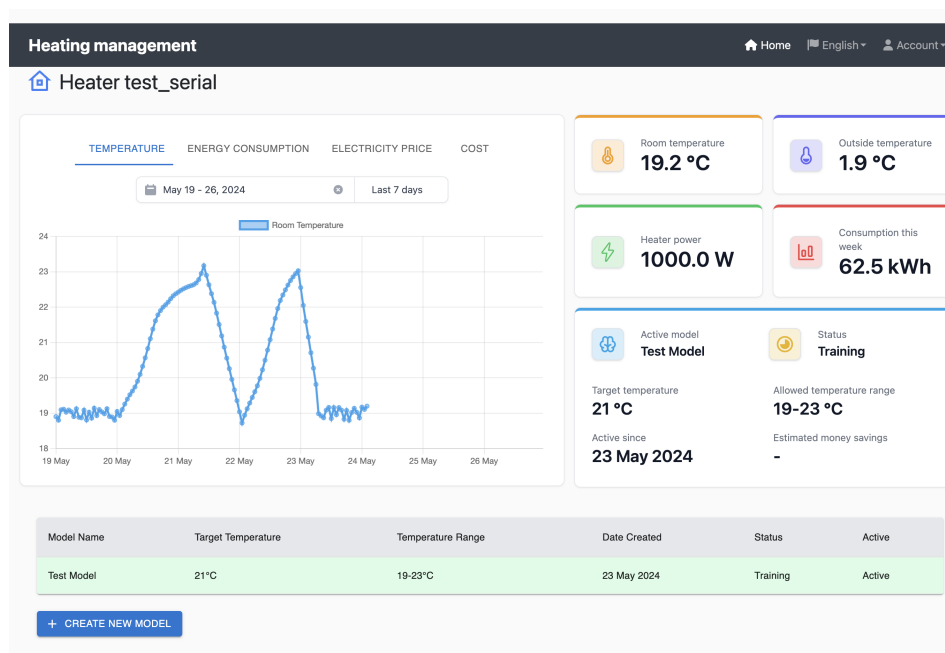 Heating management
Home English Account
Heater test_serial
TEMPERATURE ENERGY CONSUMPTION ELECTRICITY PRICE COST
May 19 - 26, 2024 Last 7 days
Room Temperature
24
23
22
21
20
19
18
19 May 20 May 21 May 22 May 23 May 24 May 25 May 26 May
Room temperature
19.2 °C
Outside temperature
1.9 °C
Heater power
1000.0 W
Consumption this
week
62.5 kWh
Active model
Test Model
Status
Training
Target temperature
21 °C
Allowed temperature range
19-23 °C
Active since
23 May 2024
Estimated money savings
-
Model Name Target Temperature Temperature Range Date Created Status Active
Test Model 21°C 19-23°C 23 May 2024 Training Active
+ CREATE NEW MODEL